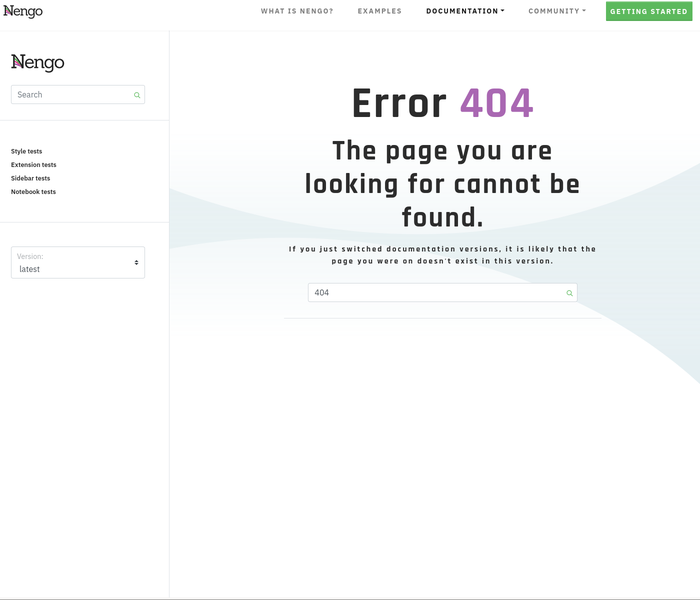 Nengo
WHAT IS NENGO?
EXAMPLES
DOCUMENTATION
COMMUNITY
GETTING STARTED
Nengo
Search
Style tests
Extension tests
Sidebar tests
Notebook tests
Version:
latest
Error 404
The page you are
looking for cannot be
found.
If you just switched documentation versions, it is likely that the
page you were on doesn't exist in this version.
404